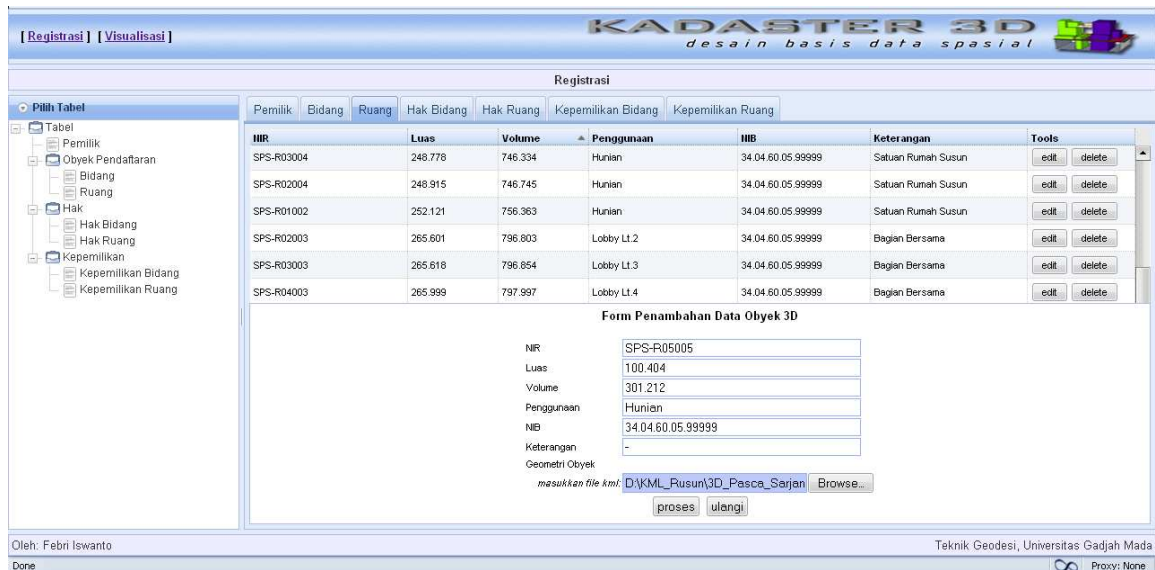 [ Registrasi ] [ Visualisasi ]
KADASTER 3D
desain basis data spasial
Registrasi
Pilih Tabel
Tabel
Pemilik
Obyek Pendaftaran
Bidang
Ruang
Hak
Hak Bidang
Hak Ruang
Kepemilikan
Kepemilikan Bidang
Kepemilikan Ruang
Pemilik Bidang Ruang Hak Bidang Hak Ruang Kepemilikan Bidang Kepemilikan Ruang
NIR Luas Volume Penggunaan NIB Keterangan Tools
SPS-R03004 248.778 746.334 Hunian 34.04.60.05.99999 Satuan Rumah Susun edit delete
SPS-R02004 248.915 746.745 Hunian 34.04.60.05.99999 Satuan Rumah Susun edit delete
SPS-R01002 252.121 756.363 Hunian 34.04.60.05.99999 Satuan Rumah Susun edit delete
SPS-R02003 265.601 796.803 Lobby Lt.2 34.04.60.05.99999 Bagian Bersama edit delete
SPS-R03003 265.618 796.854 Lobby Lt.3 34.04.60.05.99999 Bagian Bersama edit delete
SPS-R04003 265.999 797.997 Lobby Lt.4 34.04.60.05.99999 Bagian Bersama edit delete
Form Penambahan Data Obyek 3D
NIR SPS-R05005
Luas 100.404
Volume 301.212
Penggunaan Hunian
NIB 34.04.60.05.99999
Keterangan -
Geometri Obyek
masukkan file kml: D:\KML_Rusun\3D_Pasca_Sarjan Browse...
proses ulangi
Oleh: Febri Iswanto Teknik Geodesi, Universitas Gadjah Mada
Done Proxy: None